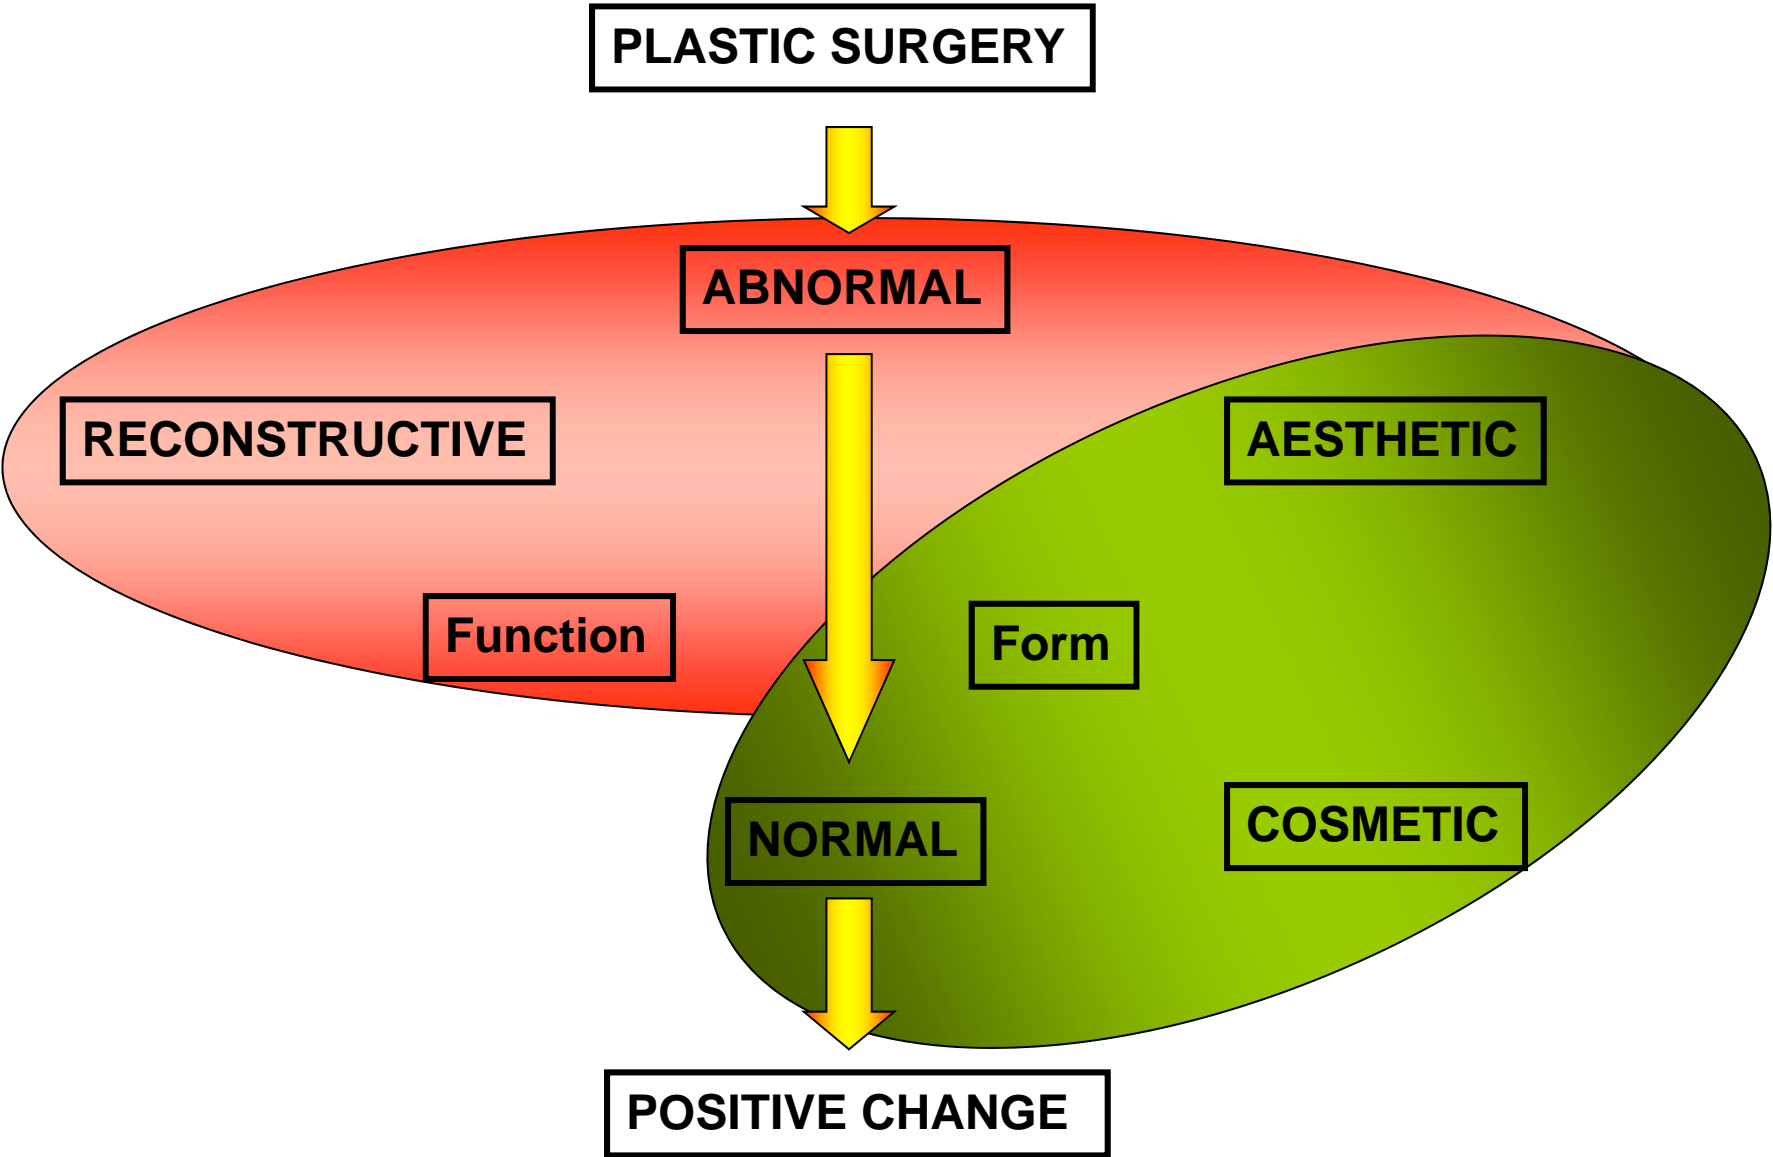 PLASTIC SURGERY
ABNORMAL
RECONSTRUCTIVE
AESTHETIC
Function
Form
NORMAL
COSMETIC
POSITIVE CHANGE